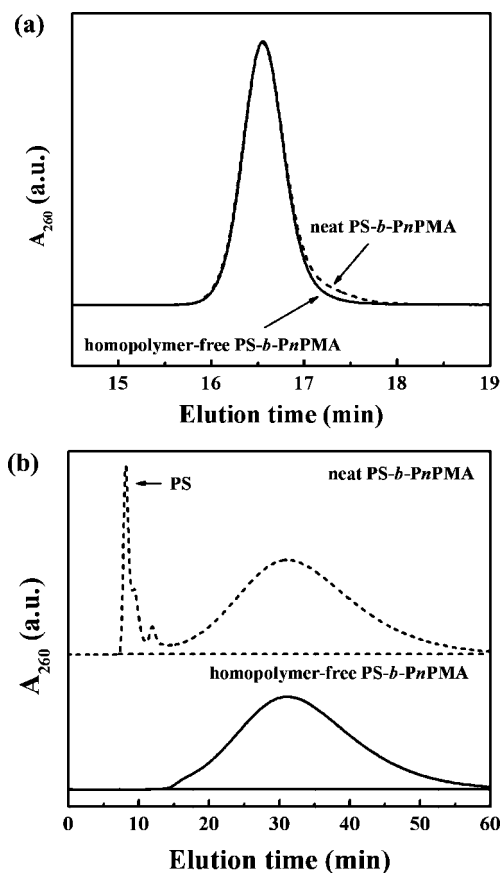 (a)
A260 (a.u.)
neat PS-b-PnPMA
homopolymer-free PS-b-PnPMA
15 16 17 18 19
Elution time (min)
(b)
A260 (a.u.)
PS
neat PS-b-PnPMA
homopolymer-free PS-b-PnPMA
0 10 20 30 40 50 60
Elution time (min)